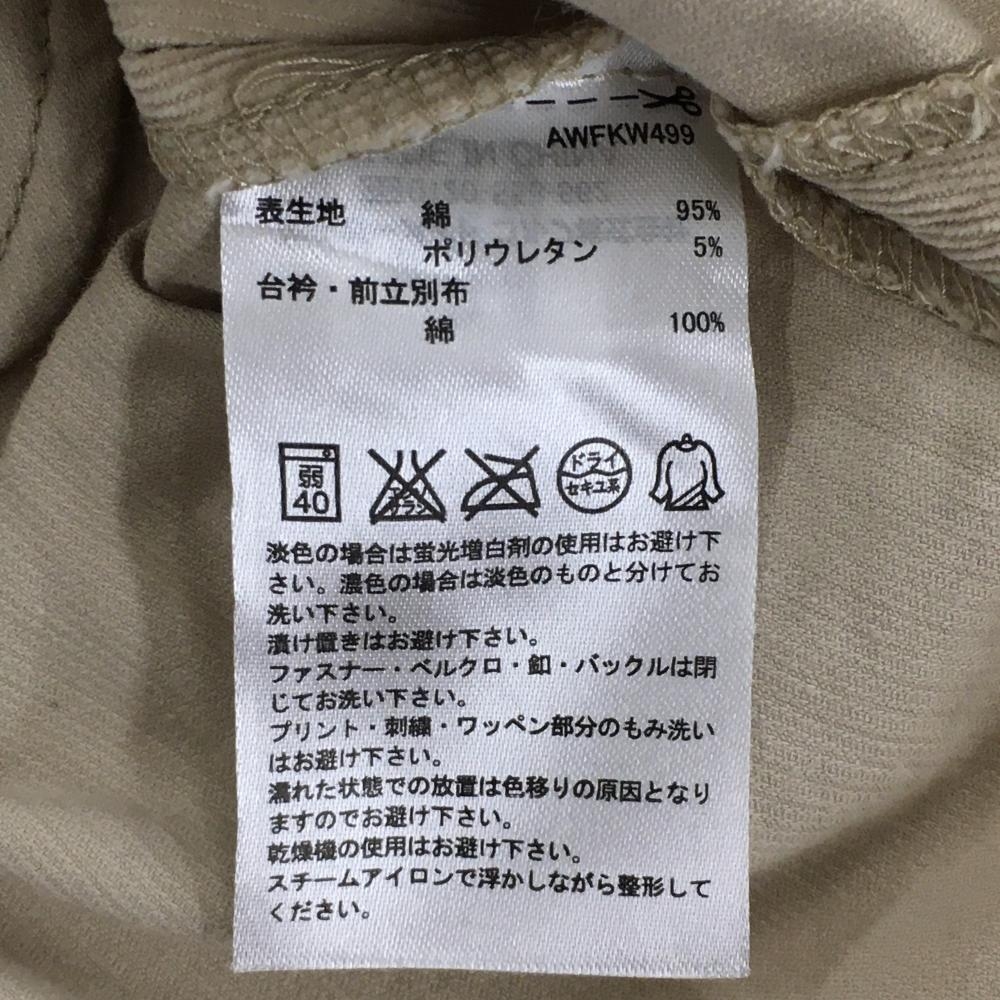 AWFKW499
表生地 綿 95%
ポリウレタン 5%
台衿・前立別布
綿 100%
弱 40 エンソ サラシ ドライ セキユ系
淡色の場合は蛍光増白剤の使用はお避け下
さい。濃色の場合は淡色のものと分けてお
洗い下さい。
漬け置きはお避け下さい。
ファスナー・ベルクロ・釦・バックルは閉
じてお洗い下さい。
プリント・刺繍・ワッペン部分のもみ洗い
はお避け下さい。
濡れた状態での放置は色移りの原因となり
ますのでお避け下さい。
乾燥機の使用はお避け下さい。
スチームアイロンで浮かしながら整形して
ください。